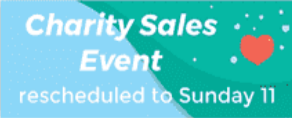 Charity Sales
Event
rescheduled to Sunday 11